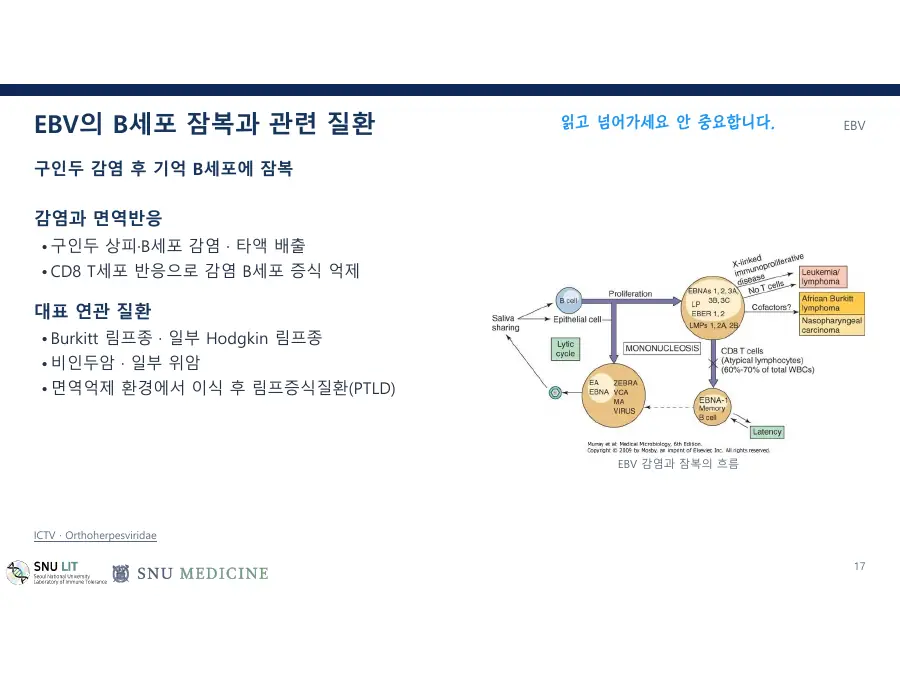 EBV의 B세포 잠복과 관련 질환
읽고 넘어가세요 안 중요합니다.
EBV
구인두 감염 후 기억 B세포에 잠복
감염과 면역반응
• 구인두 상피·B세포 감염 · 타액 배출
• CD8 T세포 반응으로 감염 B세포 증식 억제
대표 연관 질환
• Burkitt 림프종 · 일부 Hodgkin 림프종
• 비인두암 · 일부 위암
• 면역억제 환경에서 이식 후 림프증식질환(PTLD)
Saliva
sharing
B cell
Epithelial cell
Proliferation
Lytic
cycle
EBNAs 1, 2, 3A,
3B, 3C
LP
EBER 1, 2
LMPs 1, 2A, 2B
X-linked
immunoproliferative
disease
No T cells
Cofactors?
Leukemia/
lymphoma
African Burkitt
lymphoma
Nasopharyngeal
carcinoma
MONONUCLEOSIS
CD8 T cells
(Atypical lymphocytes)
(60%-70% of total WBCs)
EA
EBNA
ZEBRA
YCA
MA
VIRUS
EBNA-1
Memory
B cell
Latency
Murray et al: Medical Microbiology, 6th Edition.
Copyright © 2009 by Mosby, an imprint of Elsevier, Inc. All rights reserved.
EBV 감염과 잠복의 흐름
ICTV · Orthoherpesviridae
SNU LIT
Seoul National University
Laboratory of Immune Tolerance
SNU MEDICINE
17